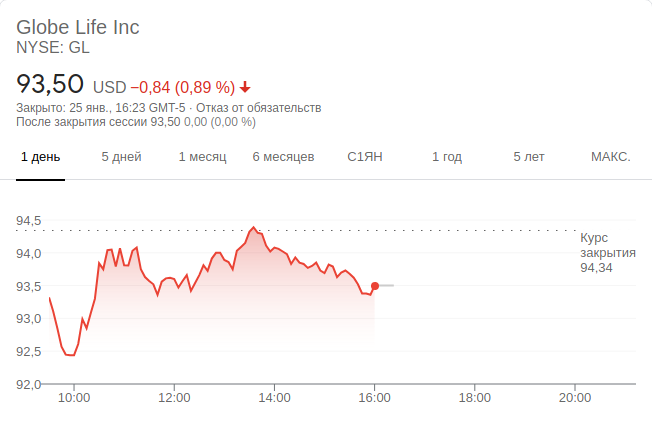 Globe Life Inc
NYSE: GL
93,50 USD −0,84 (0,89 %)
Закрыто: 25 янв., 16:23 GMT-5 · Отказ от обязательств
После закрытия сессии 93,50 0,00 (0,00 %)
1 день 5 дней 1 месяц 6 месяцев С1ЯН 1 год 5 лет МАКС.
94,5
Курс
закрытия
94,34
94,0
93,5
93,0
92,5
92,0
10:00 12:00 14:00 16:00 18:00 20:00